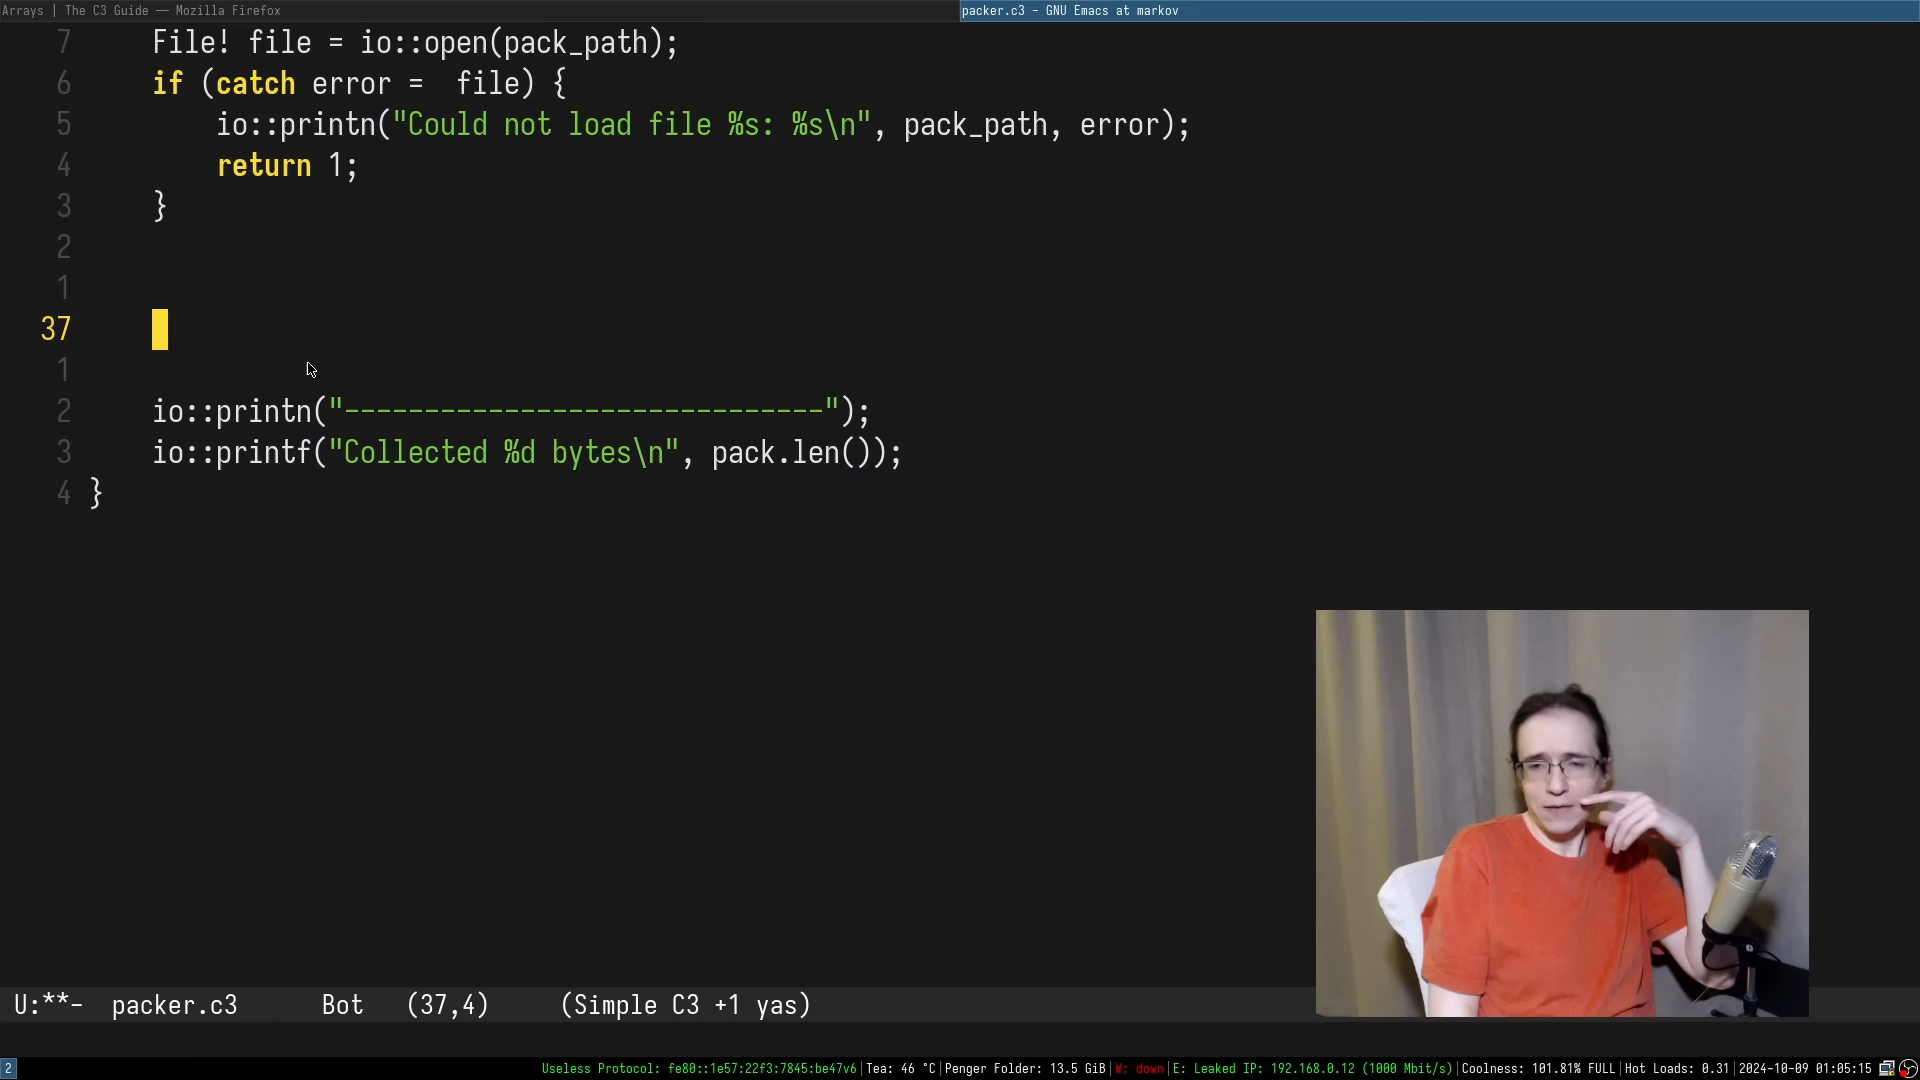 Arrays | The C3 Guide — Mozilla Firefox
packer.c3 - GNU Emacs at markov
7 File! file = io::open(pack_path);
6 if (catch error =  file) {
5 io::printn("Could not load file %s: %s\n", pack_path, error);
4 return 1;
3 }
2
1
37
1
2 io::printn("------------------------------");
3 io::printf("Collected %d bytes\n", pack.len());
4 }
U:**-  packer.c3 Bot (37,4) (Simple C3 +1 yas)
2 Useless Protocol: fe80::1e57:22f3:7845:be47v6|Tea: 46 °C|Penger Folder: 13.5 GiB|W: down|E: Leaked IP: 192.168.0.12 (1000 Mbit/s)|Coolness: 101.81% FULL|Hot Loads: 0.31|2024-10-09 01:05:15